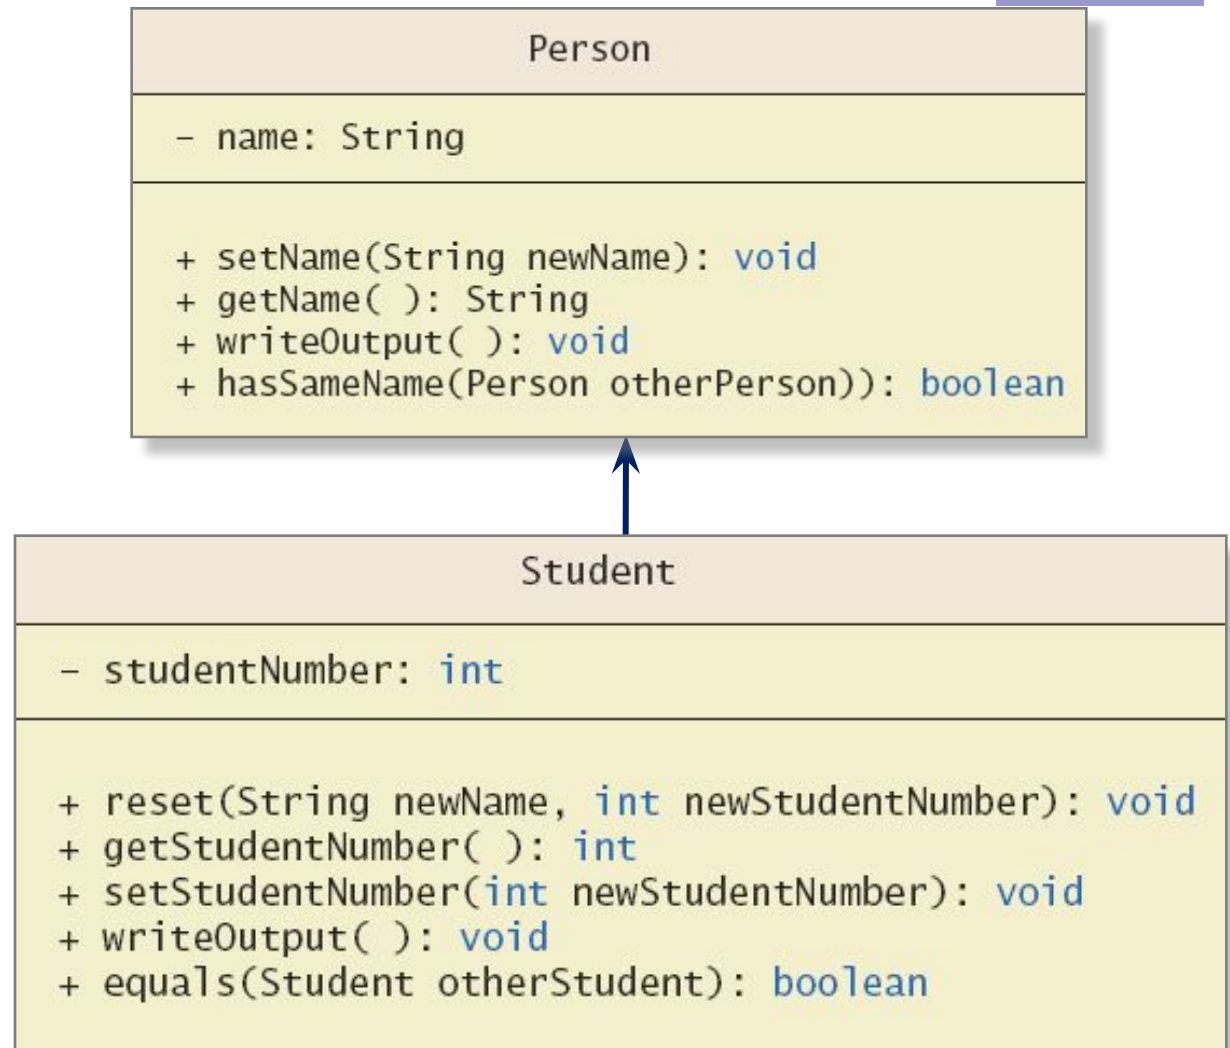 Person
– name: String
+ setName(String newName): void
+ getName( ): String
+ writeOutput( ): void
+ hasSameName(Person otherPerson)): boolean
Student
– studentNumber: int
+ reset(String newName, int newStudentNumber): void
+ getStudentNumber( ): int
+ setStudentNumber(int newStudentNumber): void
+ writeOutput( ): void
+ equals(Student otherStudent): boolean